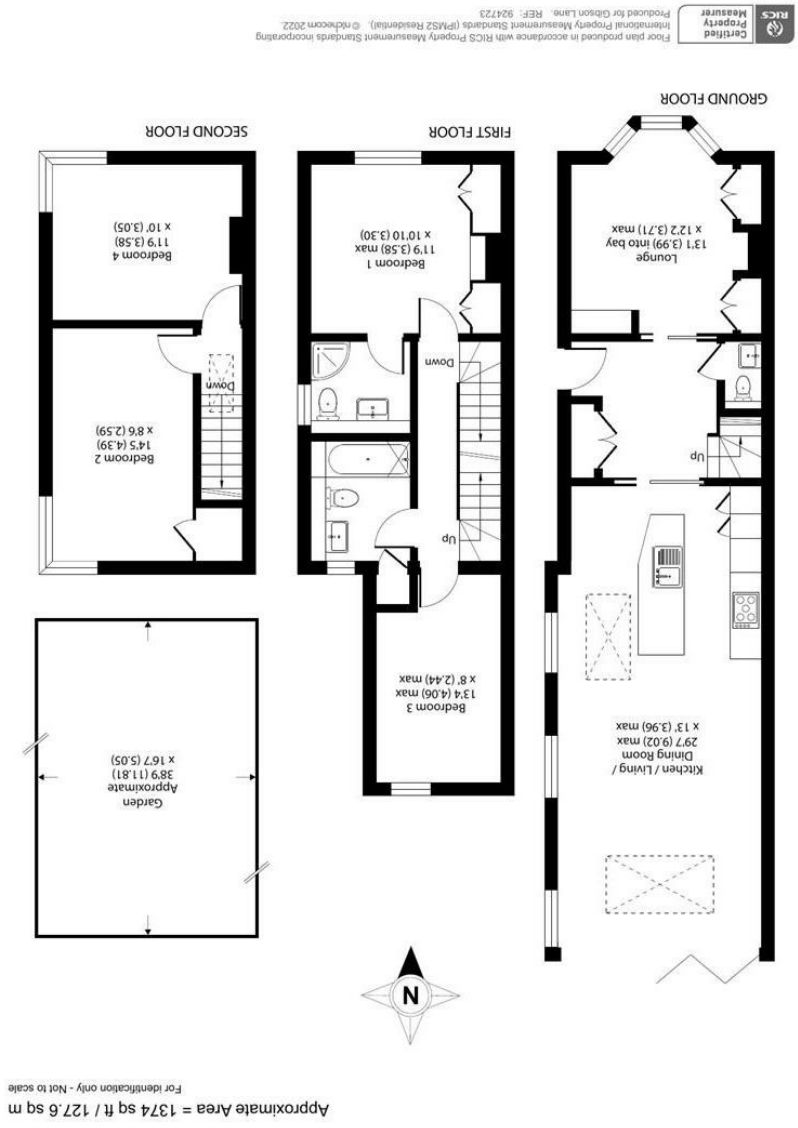 Approximate Area = 1374 sq ft / 127.6 sq m
For identification only - Not to scale
N
Garden
Approximate
38'9 (11.81)
x 16'7 (5.05)
Kitchen / Living /
Dining Room
29'7 (9.02) max
x 13' (3.96) max
Up
Lounge
13'1 (3.99) into bay
x 12'2 (3.71) max
GROUND FLOOR
Bedroom 3
13'4 (4.06) max
x 8' (2.44) max
Up
Down
Bedroom 1
11'9 (3.58) max
x 10'10 (3.30)
FIRST FLOOR
Bedroom 2
14'5 (4.39)
x 8'6 (2.59)
Down
Bedroom 4
11'9 (3.58)
x 10' (3.05)
SECOND FLOOR
RICS
Certified
Property
Measurer
Floor plan produced in accordance with RICS Property Measurement Standards incorporating
International Property Measurement Standards (IPMS2 Residential). © nichecom 2022.
Produced for Gibson Lane. REF: 924723